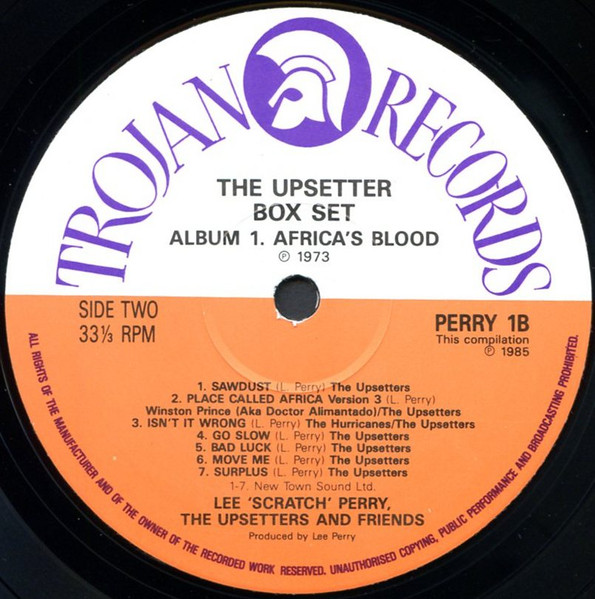 TROJAN RECORDS
THE UPSETTER
BOX SET
ALBUM 1. AFRICA'S BLOOD
℗ 1973
SIDE TWO
33⅓ RPM
PERRY 1B
This compilation
℗ 1985
1. SAWDUST (L. Perry) The Upsetters
2. PLACE CALLED AFRICA Version 3 (L. Perry)
Winston Prince (Aka Doctor Alimantado)/The Upsetters
3. ISN'T IT WRONG (L. Perry) The Hurricanes/The Upsetters
4. GO SLOW (L. Perry) The Upsetters
5. BAD LUCK (L. Perry) The Upsetters
6. MOVE ME (L. Perry) The Upsetters
7. SURPLUS (L. Perry) The Upsetters
1-7. New Town Sound Ltd.
LEE 'SCRATCH' PERRY,
THE UPSETTERS AND FRIENDS
Produced by Lee Perry
ALL RIGHTS OF THE MANUFACTURER AND OF THE OWNER OF THE RECORDED WORK RESERVED. UNAUTHORISED COPYING, PUBLIC PERFORMANCE AND BROADCASTING PROHIBITED.